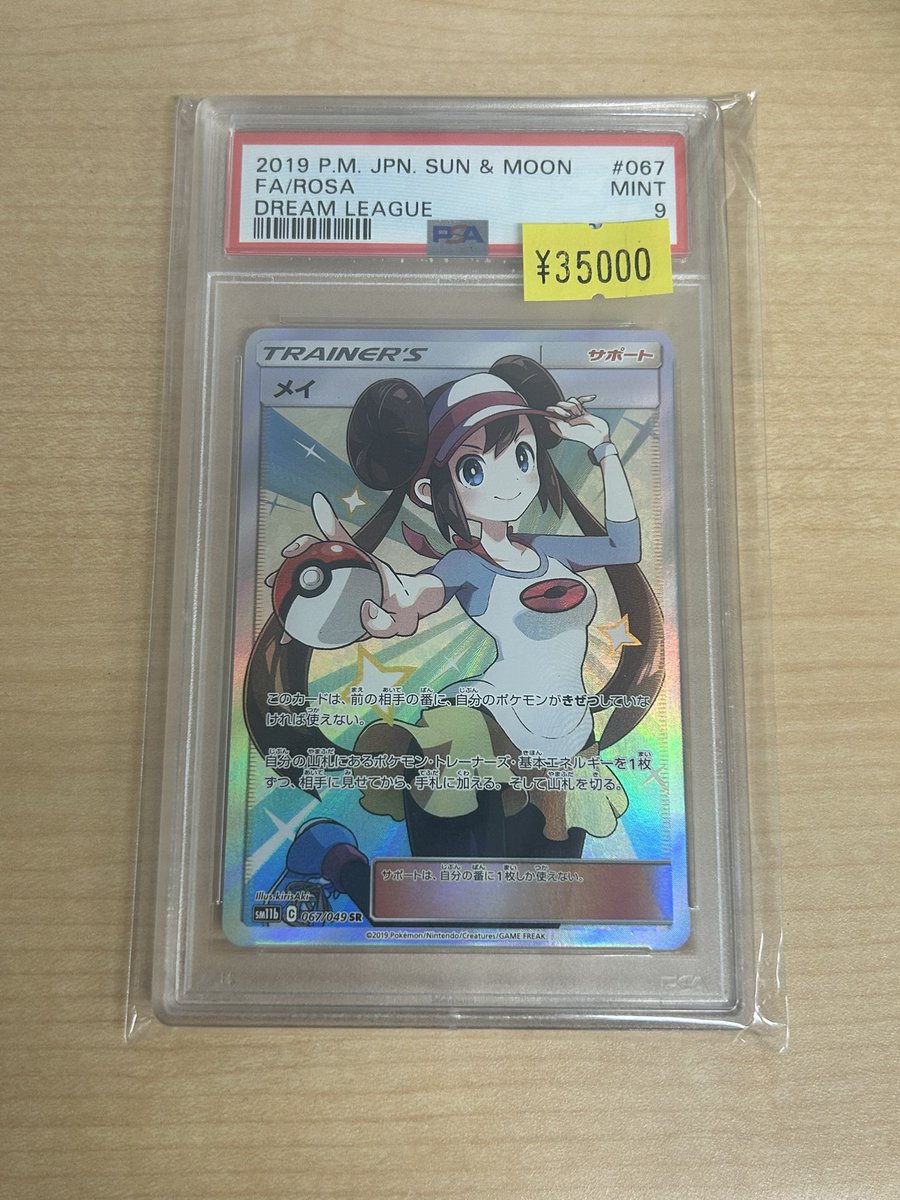 2019 P.M. JPN. SUN & MOON #067
FA/ROSA MINT
DREAM LEAGUE 9
PSA
¥35000
TRAINER'S サポート
メイ
このカードは、前の相手の番に、自分のポケモンがきぜつしていな
ければ使えない。
自分の山札にあるポケモン・トレーナーズ・基本エネルギーを1枚
ずつ、相手に見せてから、手札に加える。そして山札を切る。
サポートは、自分の番に1枚しか使えない。
Illus.kirisAki
sm11b C 067/049 SR
©2019 Pokémon/Nintendo/Creatures/GAME FREAK
PSA